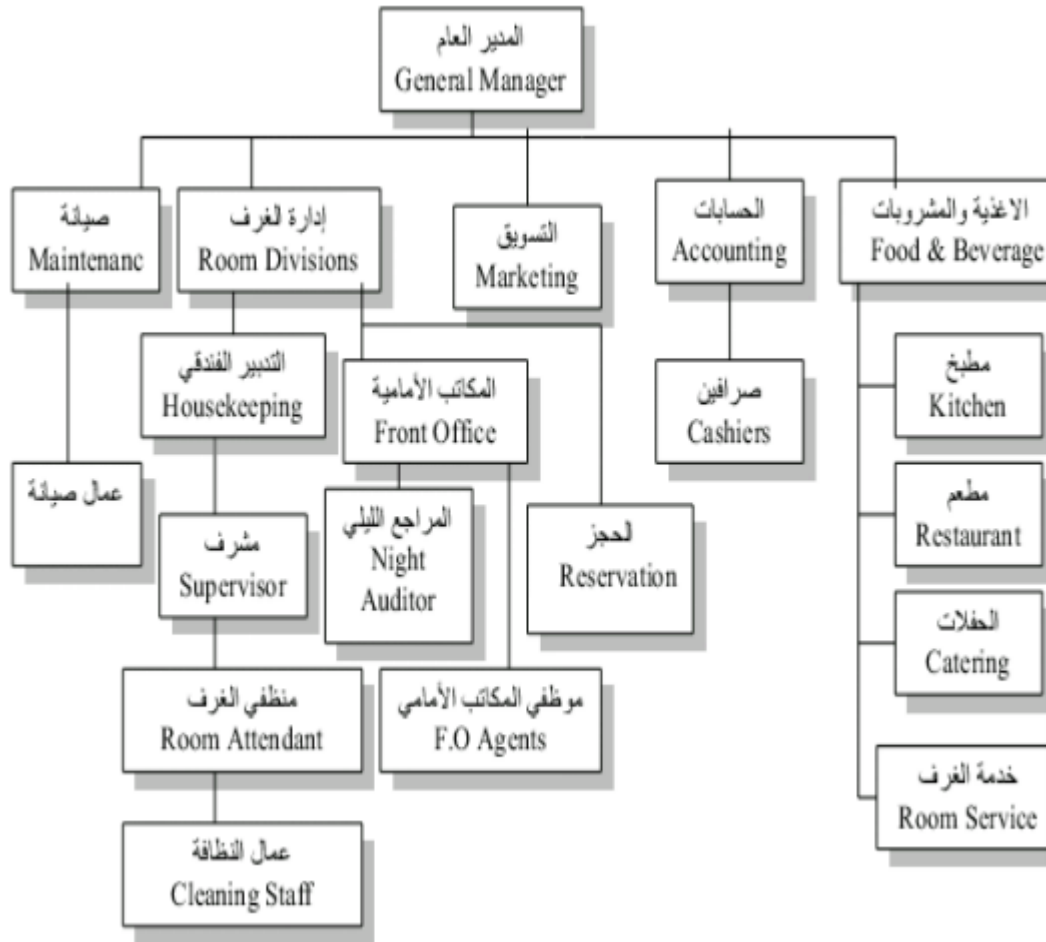 المدير العام
General Manager
صيانة
Maintenanc
إدارة الغرف
Room Divisions
التسويق
Marketing
الحسابات
Accounting
الاغذية والمشروبات
Food & Beverage
التدبير الفندقي
Housekeeping
المكاتب الأمامية
Front Office
صرافين
Cashiers
مطبخ
Kitchen
عمال صيانة
مشرف
Supervisor
المراجع الليلي
Night
Auditor
الحجز
Reservation
مطعم
Restaurant
الحفلات
Catering
منظفي الغرف
Room Attendant
موظفي المكاتب الأمامي
F.O Agents
خدمة الغرف
Room Service
عمال النظافة
Cleaning Staff